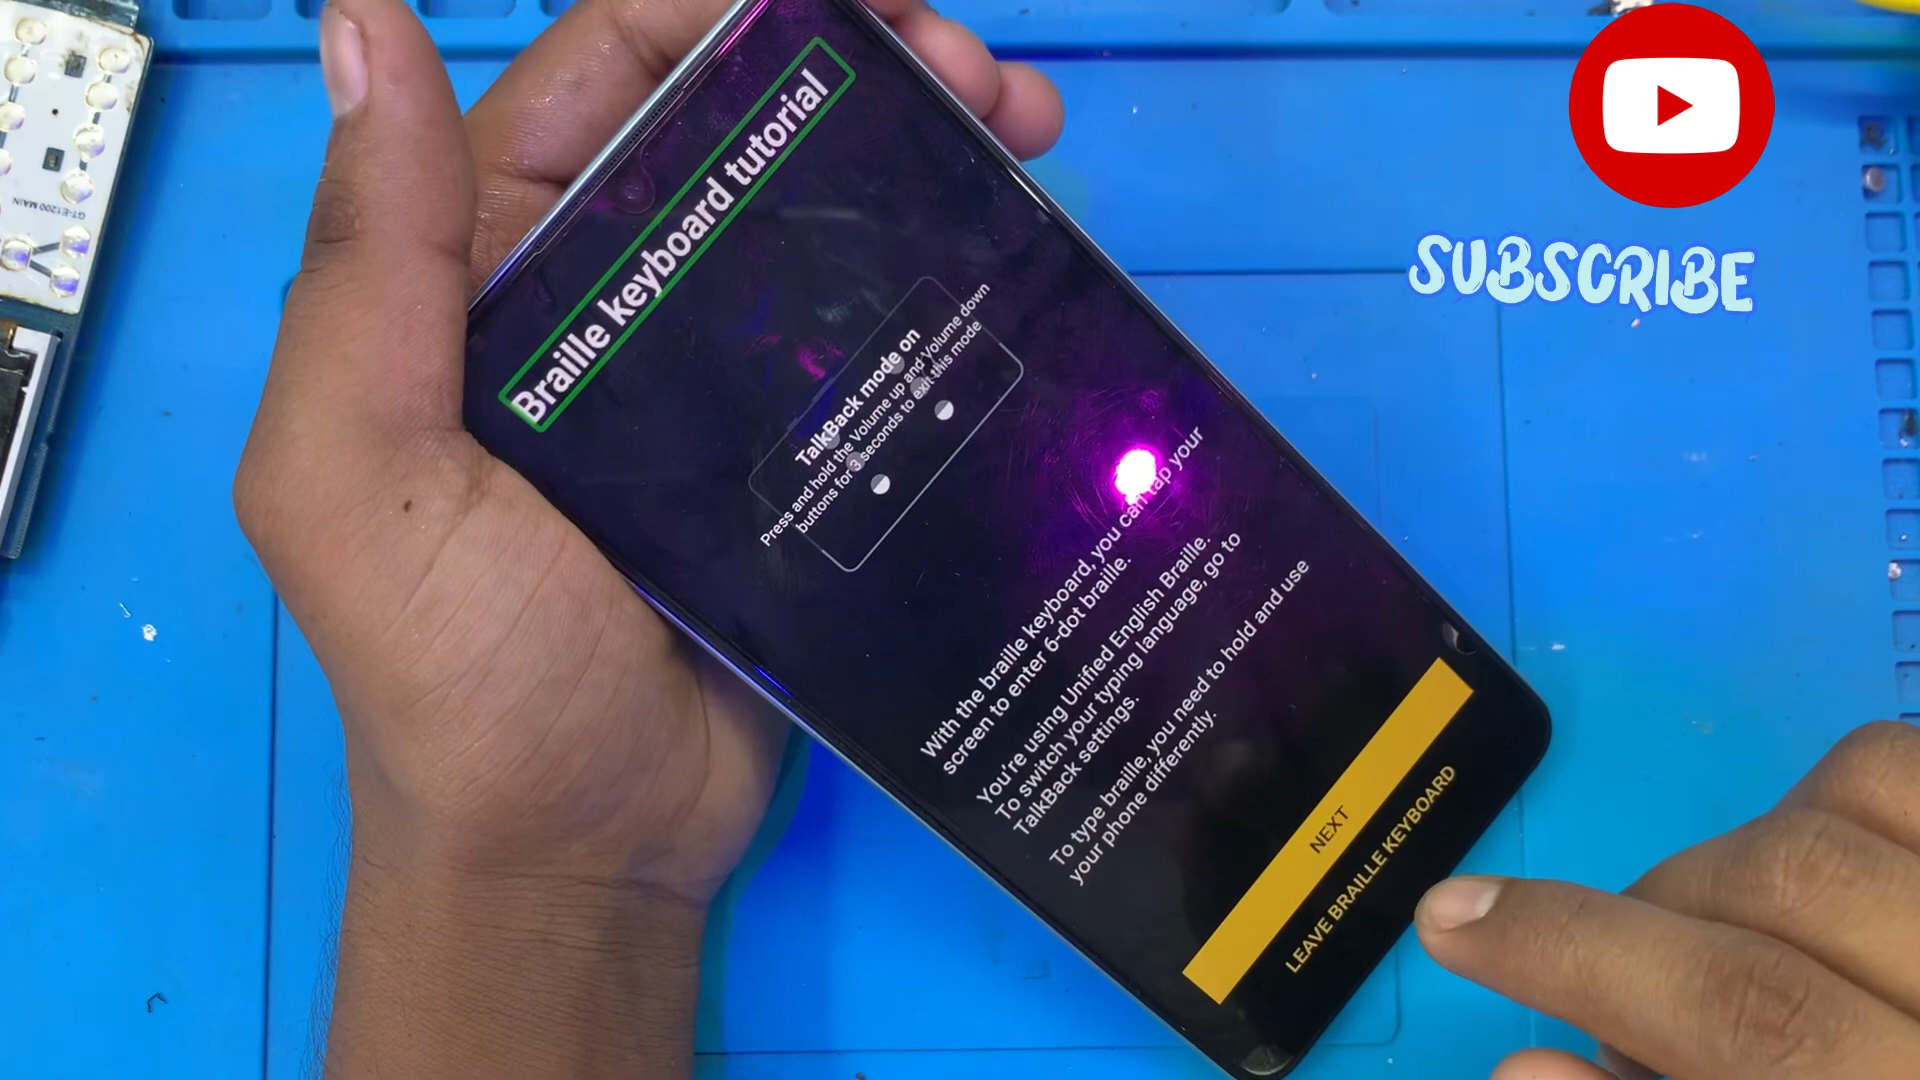 Braille keyboard tutorial
TalkBack mode on
Press and hold the Volume up and Volume down
buttons for 3 seconds to exit this mode
With the braille keyboard, you can tap your
screen to enter 6-dot braille.
You're using Unified English Braille.
To switch your typing language, go to
TalkBack settings.
To type braille, you need to hold and use
your phone differently.
NEXT
LEAVE BRAILLE KEYBOARD
SUBSCRIBE
GT-E1200 MAIN